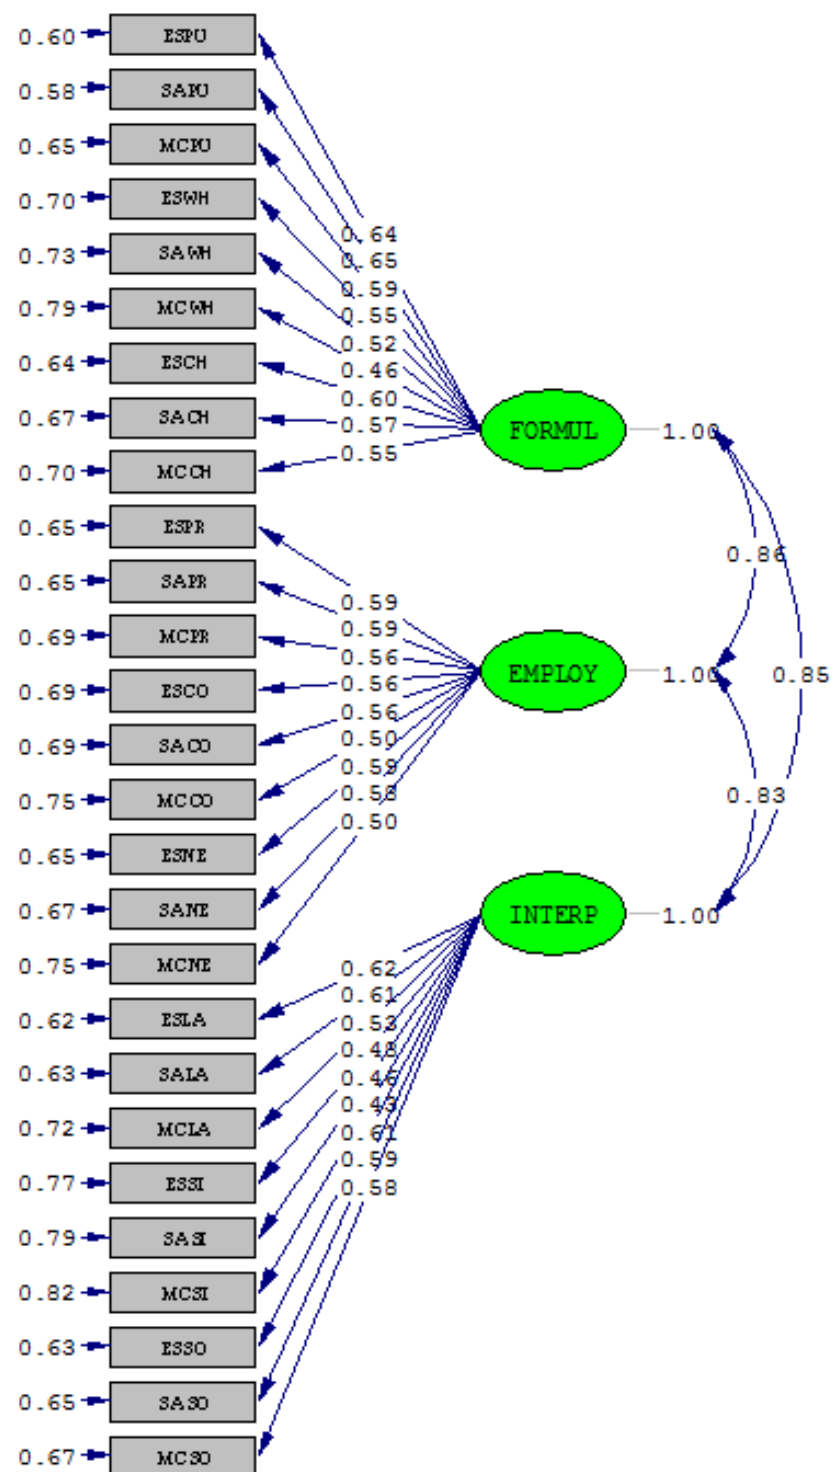 0.60 ESPU
0.58 SAPU
0.65 MCPU
0.70 ESWH
0.73 SAWH
0.79 MCWH
0.64 ESCH
0.67 SACH
0.70 MCCH
0.65 ESPR
0.65 SAPR
0.69 MCPR
0.69 ESCO
0.69 SACO
0.75 MCCO
0.65 ESNE
0.67 SANE
0.75 MCNE
0.62 ESLA
0.63 SALA
0.72 MCLA
0.77 ESSI
0.79 SASI
0.82 MCSI
0.63 ESSO
0.65 SASO
0.67 MCSO
0.64
0.65
0.59
0.55
0.52
0.46
0.60
0.57
0.55
FORMUL 1.00
0.59
0.59
0.56
0.56
0.56
0.50
0.59
0.58
0.50
EMPLOY 1.00
0.62
0.61
0.53
0.48
0.46
0.43
0.61
0.59
0.58
INTERP 1.00
0.86
0.85
0.83